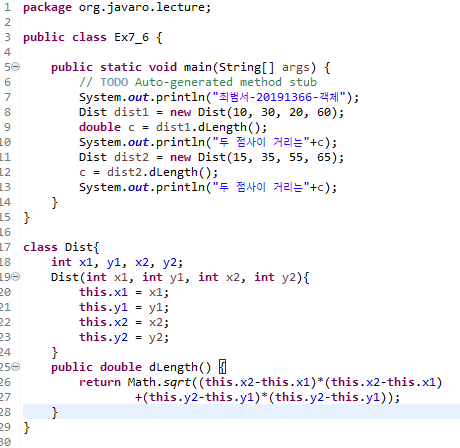 1 package org.javaro.lecture;
2
3 public class Ex7_6 {
4
5 public static void main(String[] args) {
6 // TODO Auto-generated method stub
7 System.out.println("최범서-20191366-객체");
8 Dist dist1 = new Dist(10, 30, 20, 60);
9 double c = dist1.dLength();
10 System.out.println("두 점사이 거리는"+c);
11 Dist dist2 = new Dist(15, 35, 55, 65);
12 c = dist2.dLength();
13 System.out.println("두 점사이 거리는"+c);
14 }
15 }
16
17 class Dist{
18 int x1, y1, x2, y2;
19 Dist(int x1, int y1, int x2, int y2){
20 this.x1 = x1;
21 this.y1 = y1;
22 this.x2 = x2;
23 this.y2 = y2;
24 }
25 public double dLength() {
26 return Math.sqrt((this.x2-this.x1)*(this.x2-this.x1)
27 +(this.y2-this.y1)*(this.y2-this.y1));
28 }
29 }
30